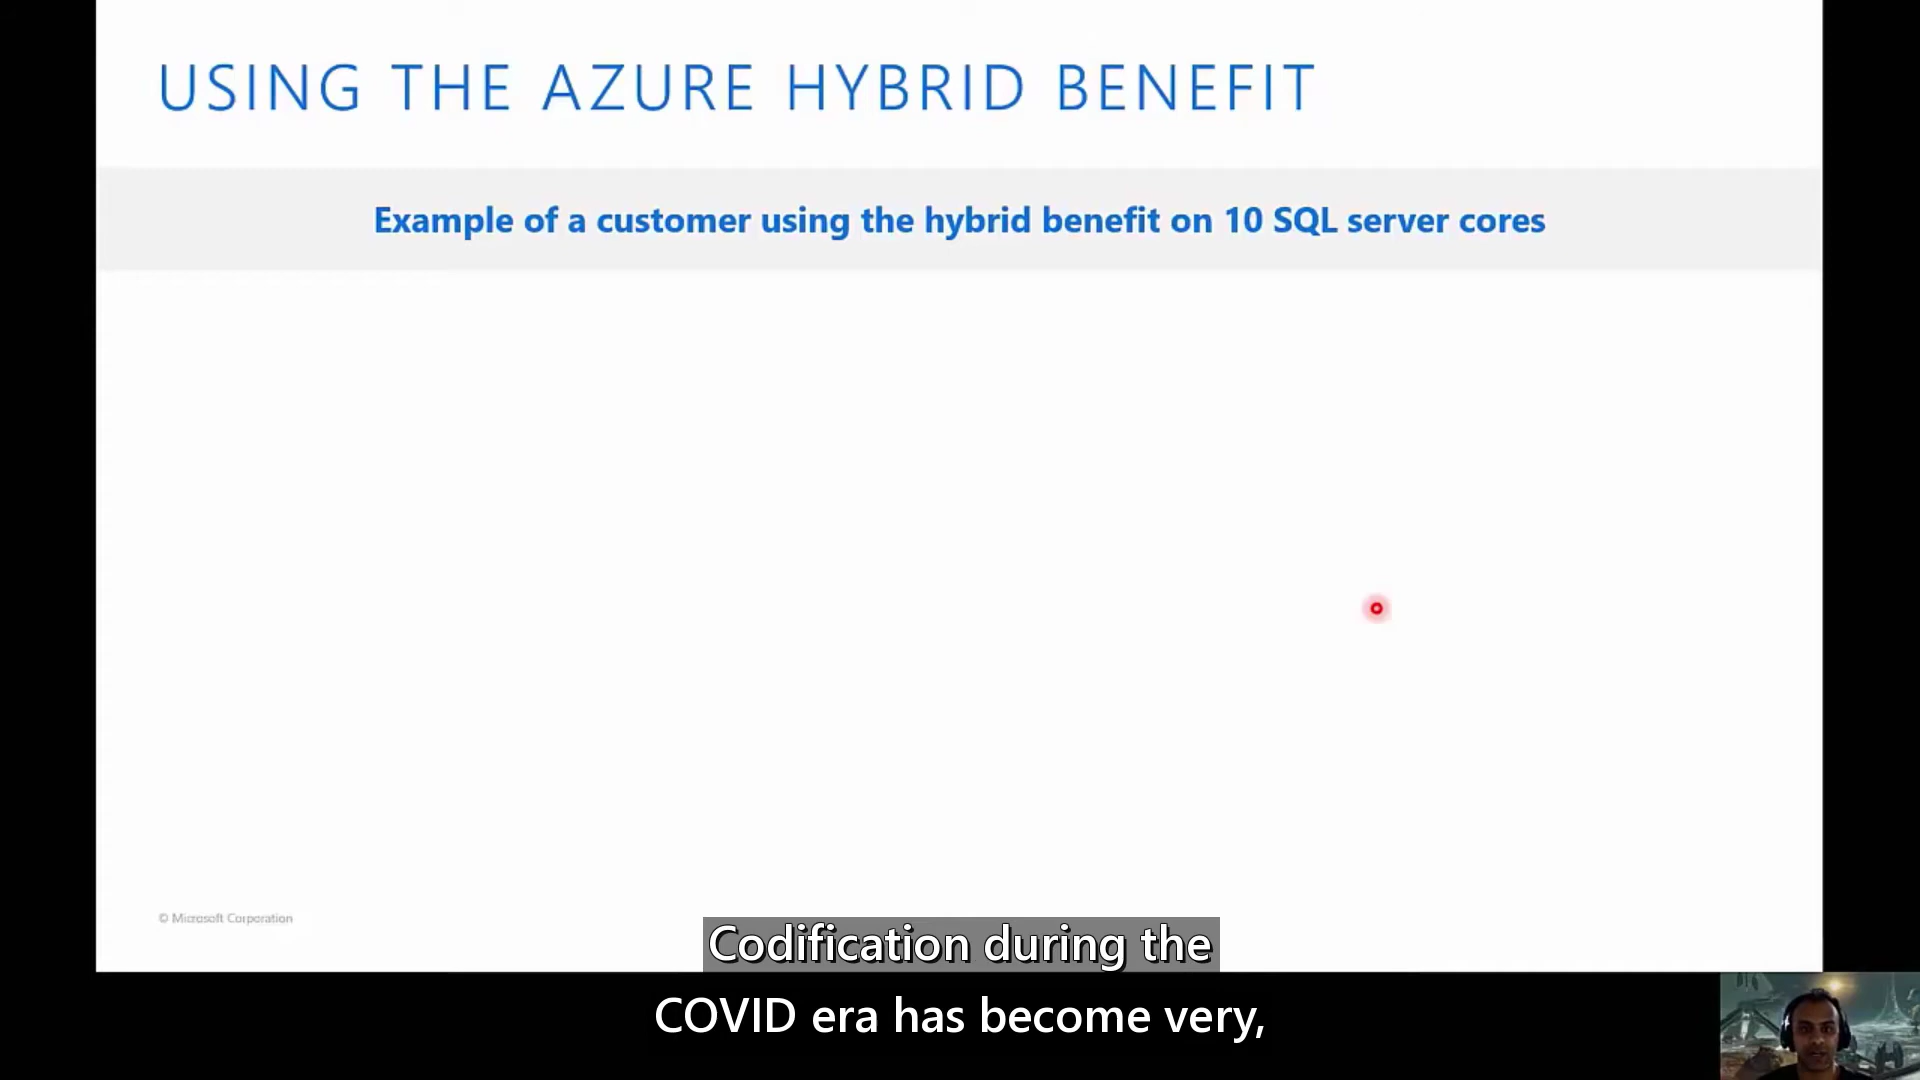 USING THE AZURE HYBRID BENEFIT
Example of a customer using the hybrid benefit on 10 SQL server cores
© Microsoft Corporation
Codification during the
COVID era has become very,